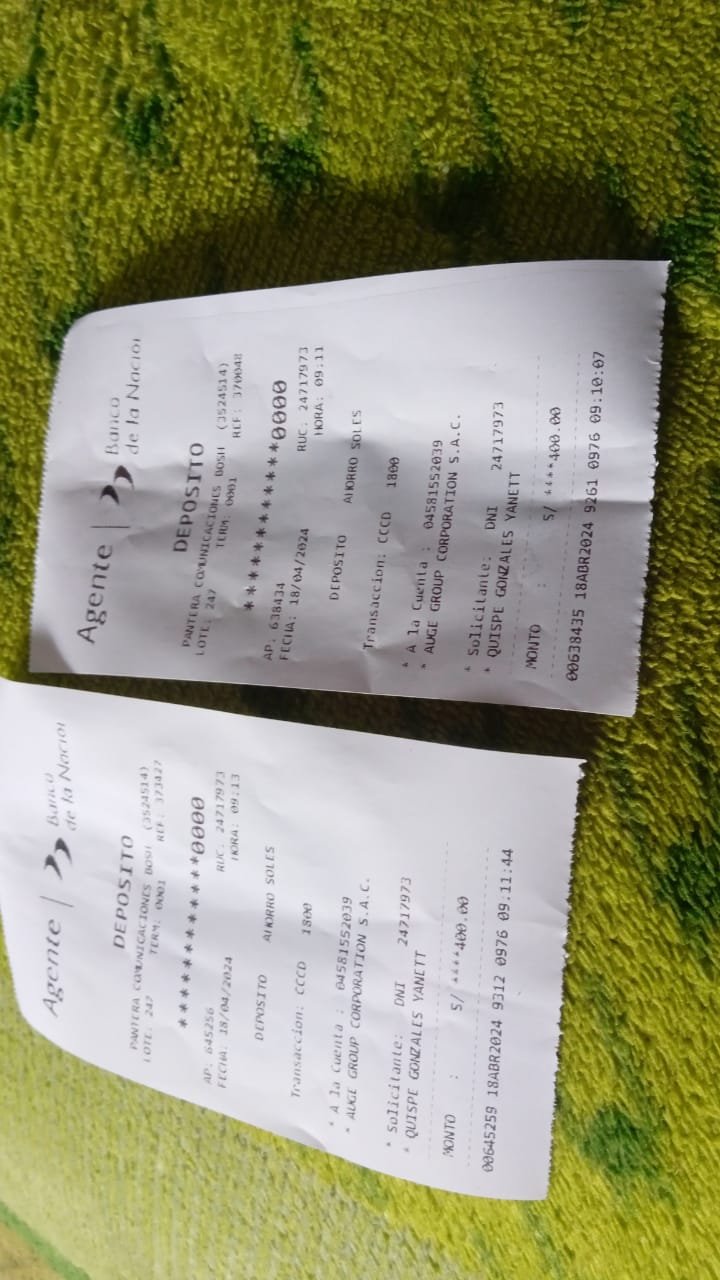 Agente | Banco
de la Nación
DEPOSITO
PANTERA COMUNICACIONES BOSH (3524514)
LOTE: 247 TERM: 0001 REF: 370048
**************0000
AP: 638434 RUC: 24717973
FECHA: 18/04/2024 HORA: 09:11
DEPOSITO AHORRO SOLES
Transaccion: CCCD 1800
* A la Cuenta : 04581552039
* AUGE GROUP CORPORATION S.A.C.
* Solicitante: DNI 24717973
* QUISPE GONZALES YANETT
MONTO : S/ ****400.00
00638435 18ABR2024 9261 0976 09:10:07
Agente | Banco
de la Nación
DEPOSITO
PANTERA COMUNICACIONES BOSH (3524514)
LOTE: 247 TERM: 0001 REF: 373427
**************0000
AP: 645256 RUC: 24717973
FECHA: 18/04/2024 HORA: 09:13
DEPOSITO AHORRO SOLES
Transaccion: CCCD 1800
* A la Cuenta : 04581552039
* AUGE GROUP CORPORATION S.A.C.
* Solicitante: DNI 24717973
* QUISPE GONZALES YANETT
MONTO : S/ ****400.00
00645259 18ABR2024 9312 0976 09:11:44